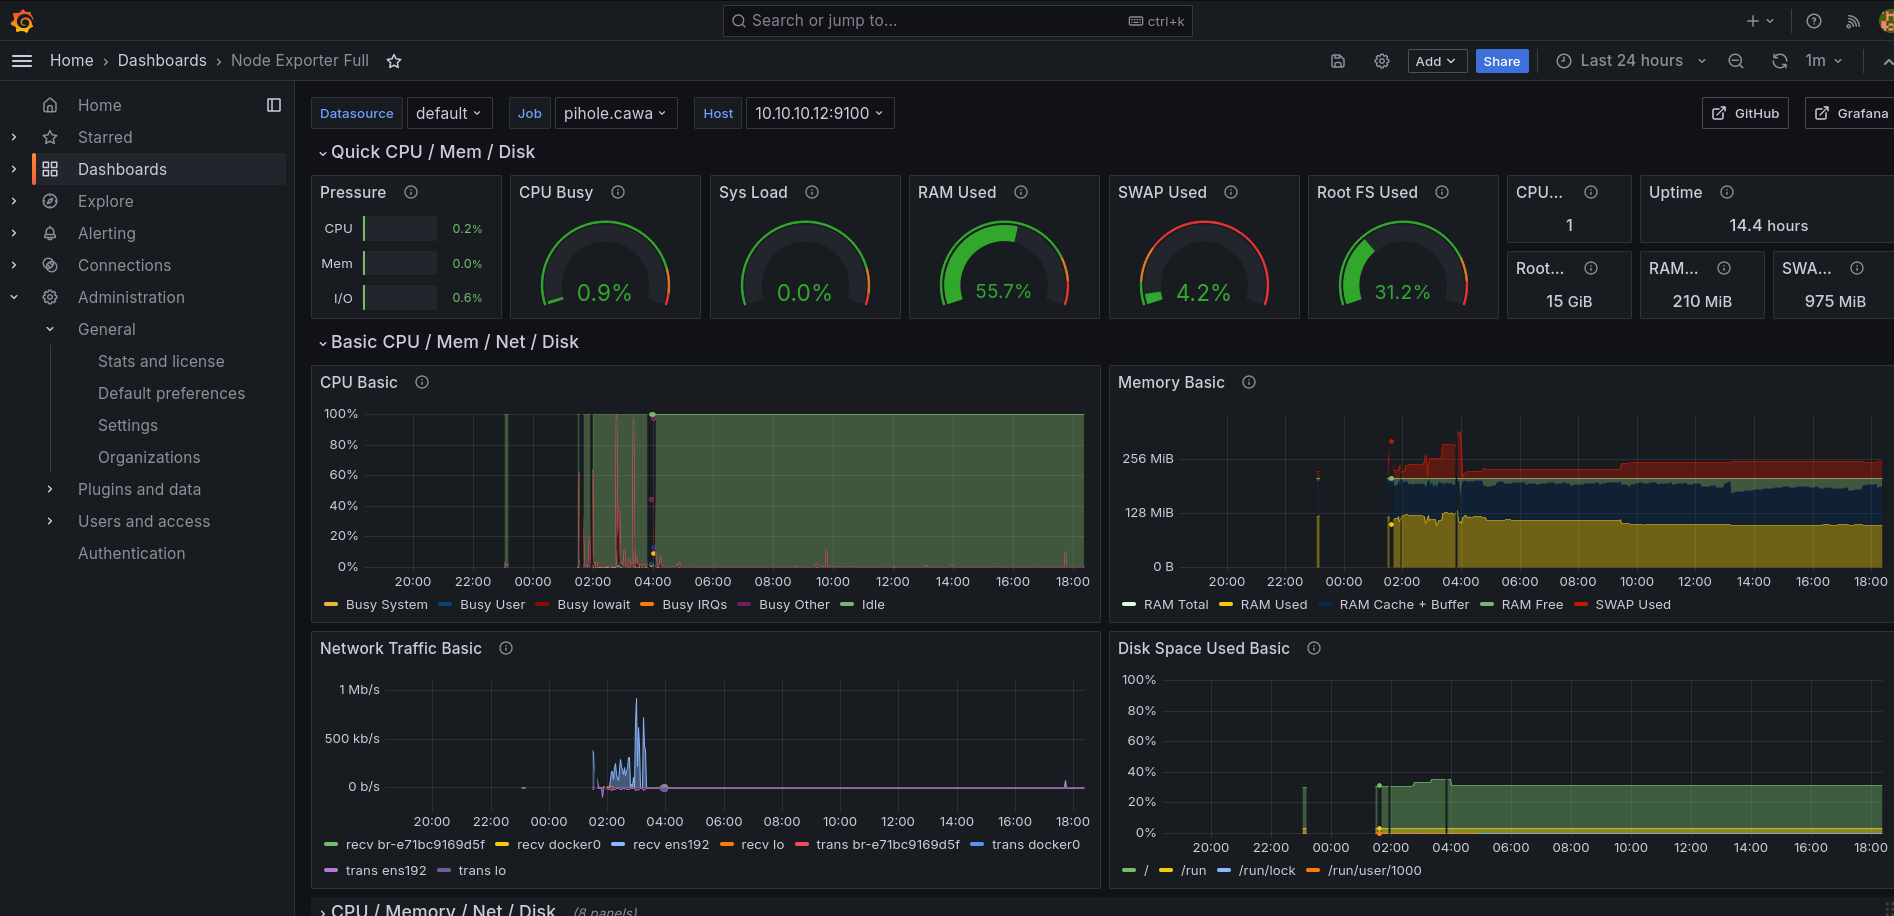 Search or jump to...
ctrl+k
Home › Dashboards › Node Exporter Full
Add
Share
Last 24 hours
1m
Home
Starred
Dashboards
Explore
Alerting
Connections
Administration
General
Stats and license
Default preferences
Settings
Organizations
Plugins and data
Users and access
Authentication
Datasource default Job pihole.cawa Host 10.10.10.12:9100
GitHub
Grafana
Quick CPU / Mem / Disk
Pressure
CPU 0.2%
Mem 0.0%
I/O 0.6%
CPU Busy
0.9%
Sys Load
0.0%
RAM Used
55.7%
SWAP Used
4.2%
Root FS Used
31.2%
CPU...
1
Uptime
14.4 hours
Root...
15 GiB
RAM...
210 MiB
SWA...
975 MiB
Basic CPU / Mem / Net / Disk
CPU Basic
100%
80%
60%
40%
20%
0%
20:00 22:00 00:00 02:00 04:00 06:00 08:00 10:00 12:00 14:00 16:00 18:00
Busy System Busy User Busy Iowait Busy IRQs Busy Other Idle
Memory Basic
256 MiB
128 MiB
0 B
20:00 22:00 00:00 02:00 04:00 06:00 08:00 10:00 12:00 14:00 16:00 18:00
RAM Total RAM Used RAM Cache + Buffer RAM Free SWAP Used
Network Traffic Basic
1 Mb/s
500 kb/s
0 b/s
20:00 22:00 00:00 02:00 04:00 06:00 08:00 10:00 12:00 14:00 16:00 18:00
recv br-e71bc9169d5f recv docker0 recv ens192 recv lo trans br-e71bc9169d5f trans docker0
trans ens192 trans lo
Disk Space Used Basic
100%
80%
60%
40%
20%
0%
20:00 22:00 00:00 02:00 04:00 06:00 08:00 10:00 12:00 14:00 16:00 18:00
/ /run /run/lock /run/user/1000
CPU / Memory / Net / Disk (8 panels)